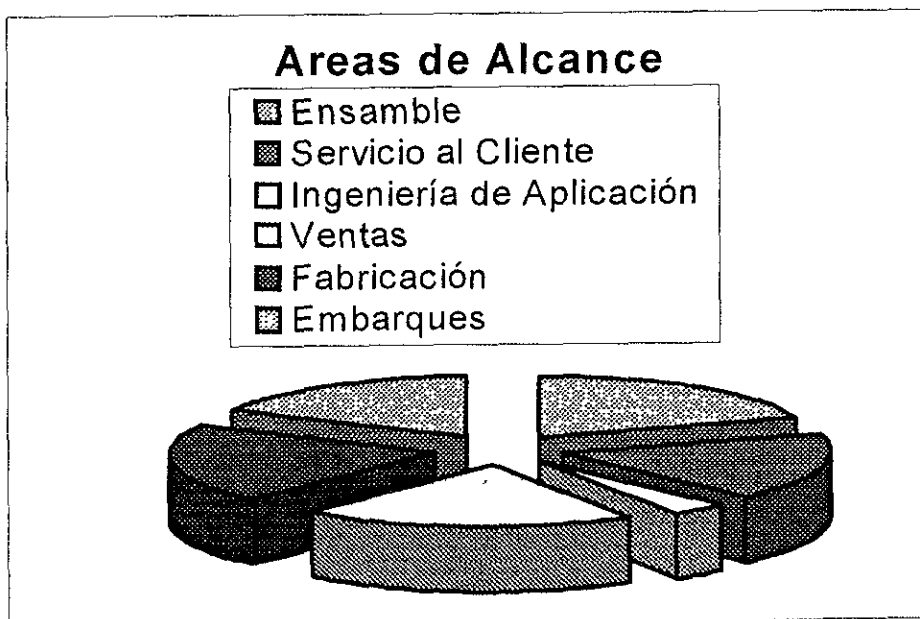 Areas de Alcance
Ensamble
Servicio al Cliente
Ingeniería de Aplicación
Ventas
Fabricación
Embarques